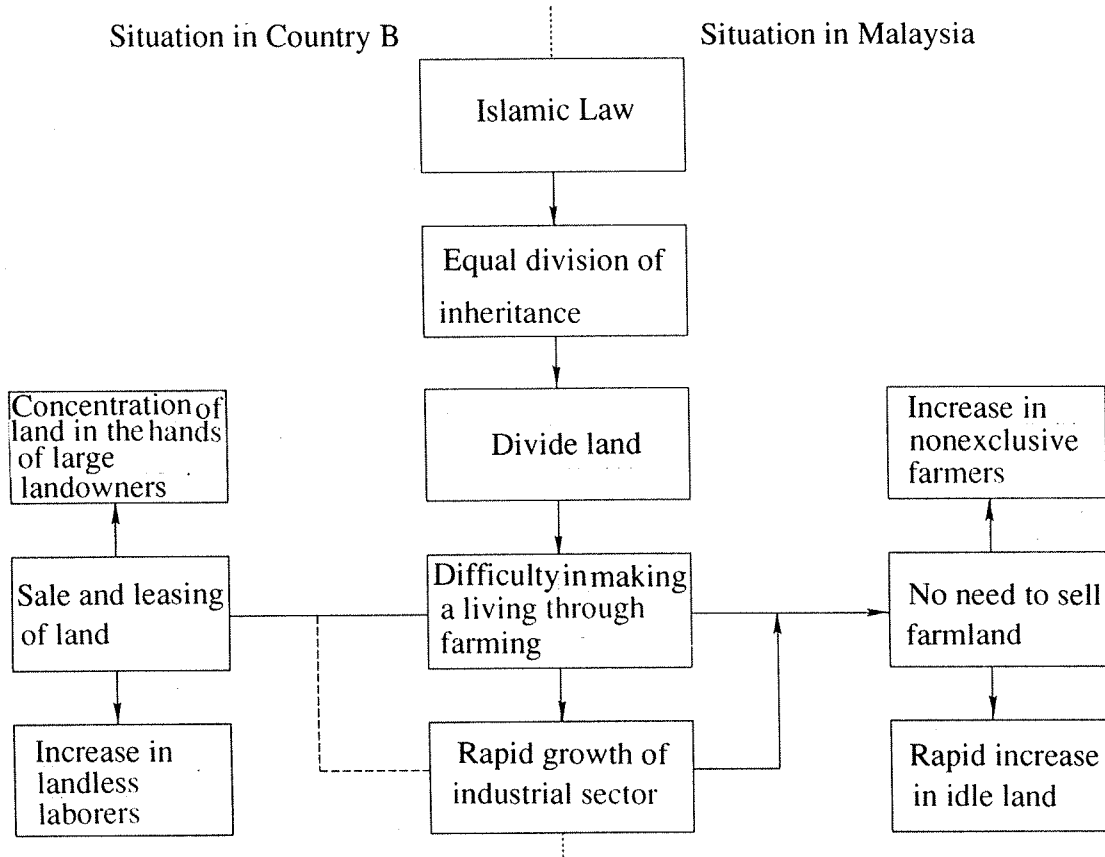 Situation in Country B
Situation in Malaysia
Islamic Law
Equal division of
inheritance
Divide land
Concentration of
land in the hands
of large
landowners
Increase in
nonexclusive
farmers
Sale and leasing
of land
Difficulty in making
a living through
farming
No need to sell
farmland
Increase in
landless
laborers
Rapid growth of
industrial sector
Rapid increase
in idle land